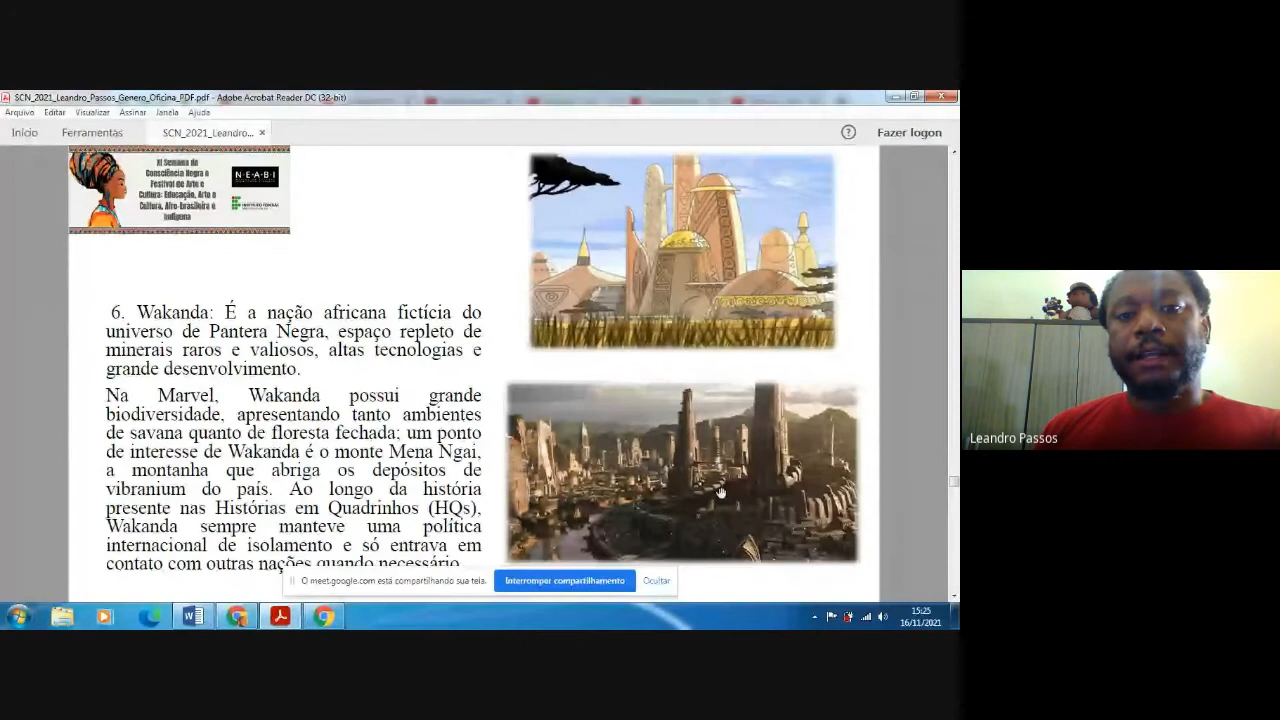 SCN_2021_Leandro_Passos_Genero_Oficina_PDF.pdf - Adobe Acrobat Reader DC (32-bit)
Arquivo Editar Visualizar Assinar Janela Ajuda
Início Ferramentas SCN_2021_Leandro... × ? Fazer logon
XI Semana da
Consciência Negra e
Festival de Arte e
Cultura: Educação, Arte e
Cultura, Afro-brasileira e
Indígena
NEABI
INSTITUTO FEDERAL
6. Wakanda: É a nação africana fictícia do
universo de Pantera Negra, espaço repleto de
minerais raros e valiosos, altas tecnologias e
grande desenvolvimento.
Na Marvel, Wakanda possui grande
biodiversidade, apresentando tanto ambientes
de savana quanto de floresta fechada; um ponto
de interesse de Wakanda é o monte Mena Ngai,
a montanha que abriga os depósitos de
vibranium do país. Ao longo da história
presente nas Histórias em Quadrinhos (HQs),
Wakanda sempre manteve uma política
internacional de isolamento e só entrava em
contato com outras nações quando necessário.
O meet.google.com está compartilhando sua tela. Interromper compartilhamento Ocultar
15:25
16/11/2021
Leandro Passos